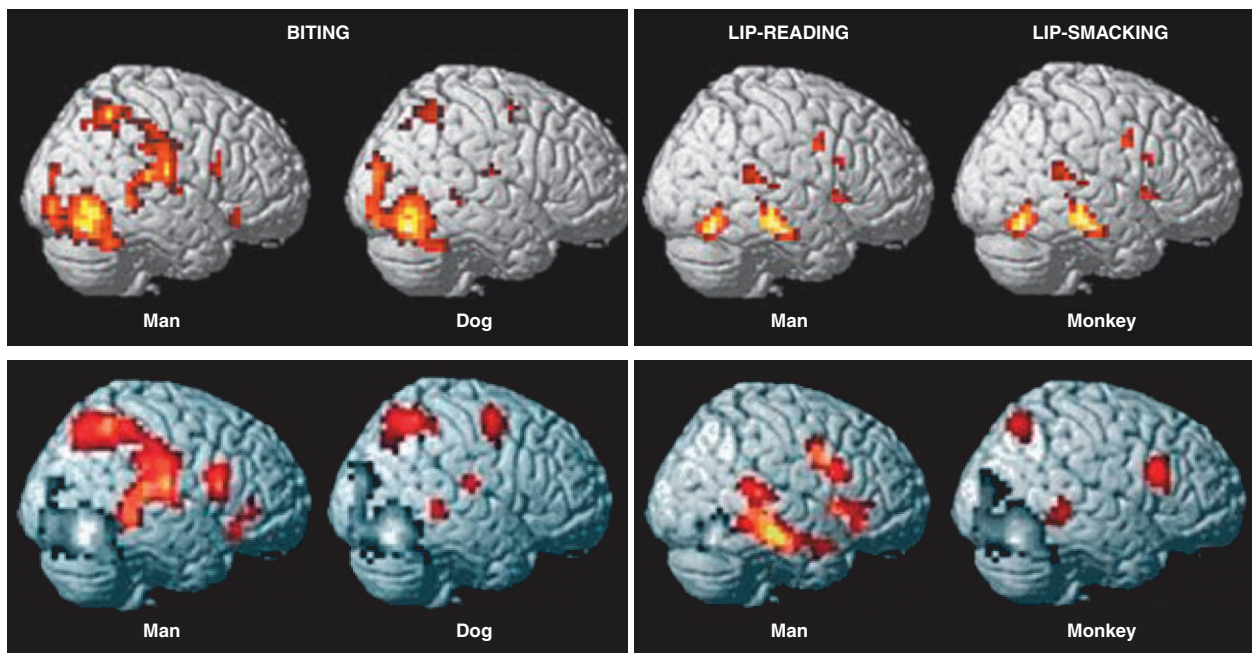 BITING
LIP-READING
LIP-SMACKING
Man
Dog
Man
Monkey
Man
Dog
Man
Monkey